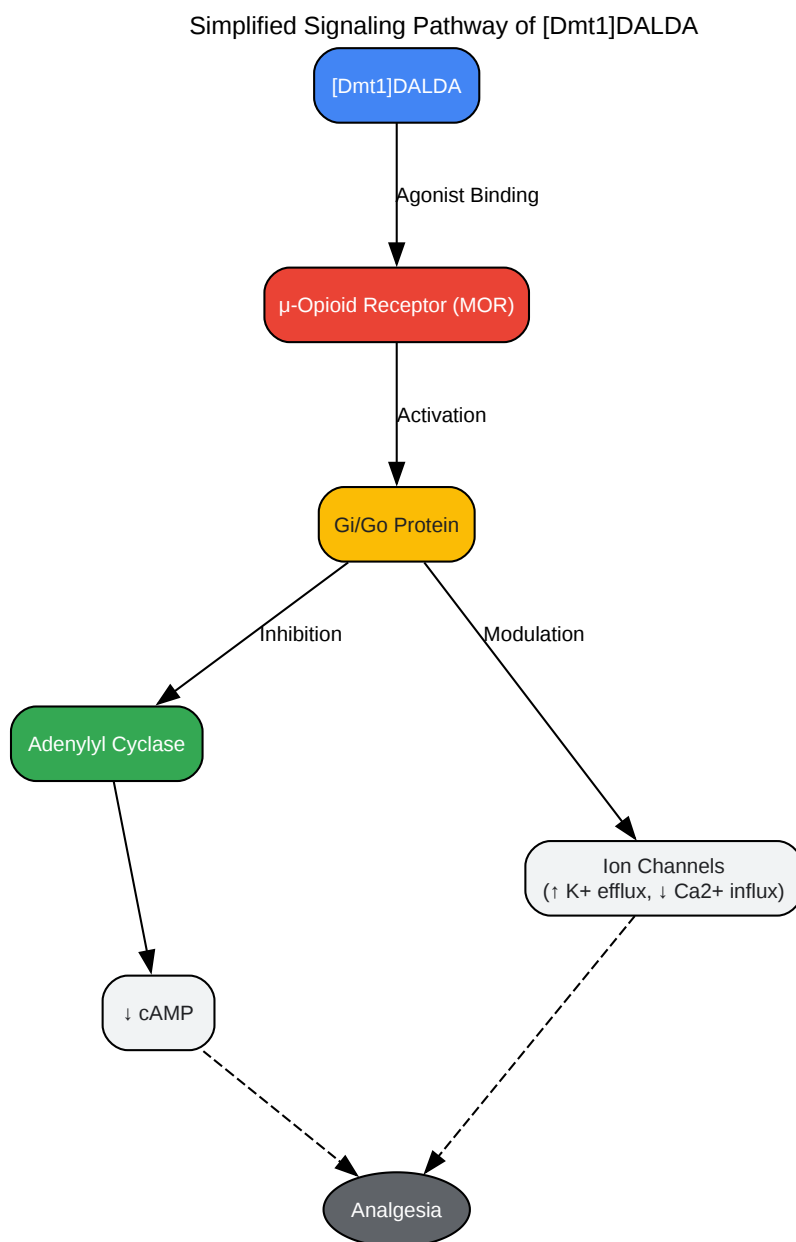 Simplified Signaling Pathway of [Dmt1]DALDA
[Dmt1]DALDA
Agonist Binding
μ-Opioid Receptor (MOR)
Activation
Gi/Go Protein
Inhibition
Modulation
Adenylyl Cyclase
Ion Channels
(↑ K+ efflux, ↓ Ca2+ influx)
↓ cAMP
Analgesia